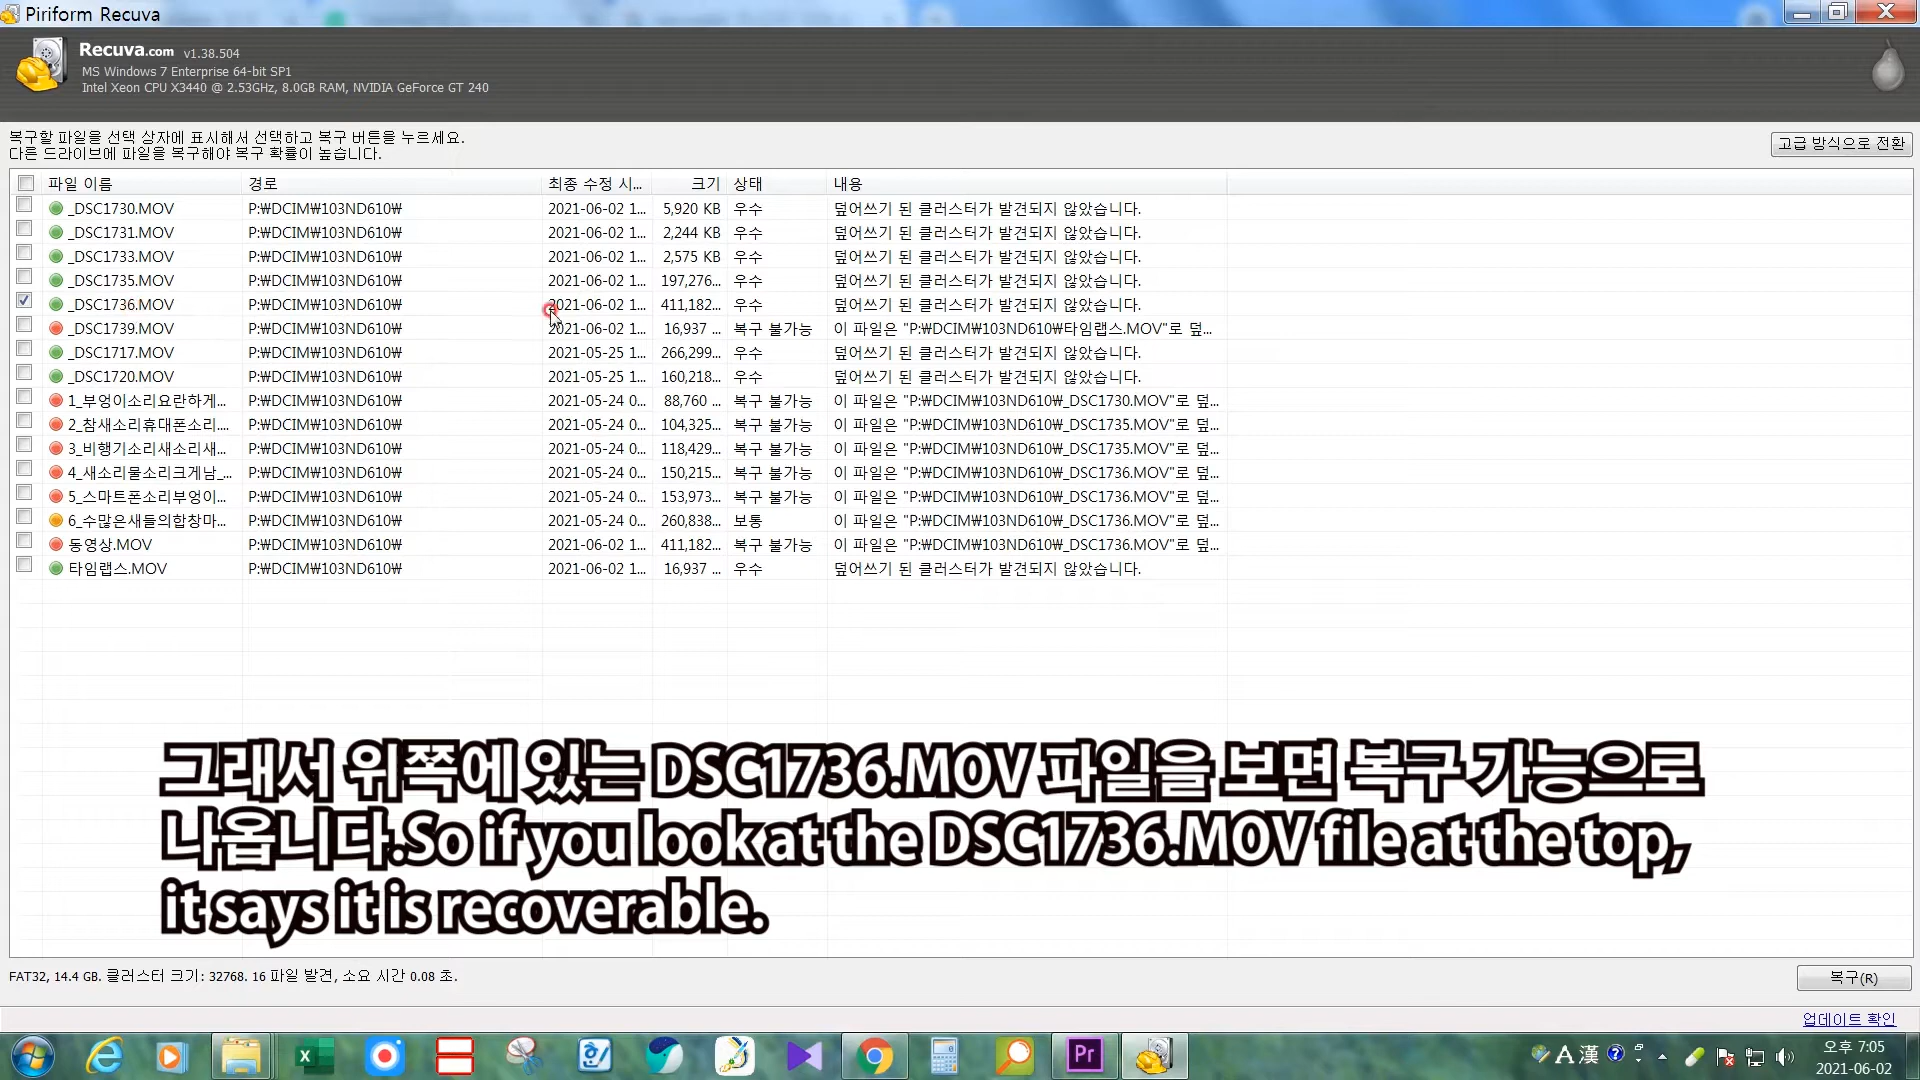 Piriform Recuva
Recuva.com v1.38.504
MS Windows 7 Enterprise 64-bit SP1
Intel Xeon CPU X3440 @ 2.53GHz, 8.0GB RAM, NVIDIA GeForce GT 240
복구할 파일을 선택 상자에 표시해서 선택하고 복구 버튼을 누르세요.
다른 드라이브에 파일을 복구해야 복구 확률이 높습니다.
고급 방식으로 전환
파일 이름 경로 최종 수정 시... 크기 상태 내용
_DSC1730.MOV P:₩DCIM₩103ND610₩ 2021-06-02 1... 5,920 KB 우수 덮어쓰기 된 클러스터가 발견되지 않았습니다.
_DSC1731.MOV P:₩DCIM₩103ND610₩ 2021-06-02 1... 2,244 KB 우수 덮어쓰기 된 클러스터가 발견되지 않았습니다.
_DSC1733.MOV P:₩DCIM₩103ND610₩ 2021-06-02 1... 2,575 KB 우수 덮어쓰기 된 클러스터가 발견되지 않았습니다.
_DSC1735.MOV P:₩DCIM₩103ND610₩ 2021-06-02 1... 197,276... 우수 덮어쓰기 된 클러스터가 발견되지 않았습니다.
_DSC1736.MOV P:₩DCIM₩103ND610₩ 2021-06-02 1... 411,182... 우수 덮어쓰기 된 클러스터가 발견되지 않았습니다.
_DSC1739.MOV P:₩DCIM₩103ND610₩ 2021-06-02 1... 16,937 ... 복구 불가능 이 파일은 "P:₩DCIM₩103ND610₩타임랩스.MOV"로 덮...
_DSC1717.MOV P:₩DCIM₩103ND610₩ 2021-05-25 1... 266,299... 우수 덮어쓰기 된 클러스터가 발견되지 않았습니다.
_DSC1720.MOV P:₩DCIM₩103ND610₩ 2021-05-25 1... 160,218... 우수 덮어쓰기 된 클러스터가 발견되지 않았습니다.
1_부엉이소리요란하게... P:₩DCIM₩103ND610₩ 2021-05-24 0... 88,760 ... 복구 불가능 이 파일은 "P:₩DCIM₩103ND610₩_DSC1730.MOV"로 덮...
2_참새소리휴대폰소리.... P:₩DCIM₩103ND610₩ 2021-05-24 0... 104,325... 복구 불가능 이 파일은 "P:₩DCIM₩103ND610₩_DSC1735.MOV"로 덮...
3_비행기소리새소리새... P:₩DCIM₩103ND610₩ 2021-05-24 0... 118,429... 복구 불가능 이 파일은 "P:₩DCIM₩103ND610₩_DSC1735.MOV"로 덮...
4_새소리물소리크게남_... P:₩DCIM₩103ND610₩ 2021-05-24 0... 150,215... 복구 불가능 이 파일은 "P:₩DCIM₩103ND610₩_DSC1736.MOV"로 덮...
5_스마트폰소리부엉이... P:₩DCIM₩103ND610₩ 2021-05-24 0... 153,973... 복구 불가능 이 파일은 "P:₩DCIM₩103ND610₩_DSC1736.MOV"로 덮...
6_수많은새들의합창마... P:₩DCIM₩103ND610₩ 2021-05-24 0... 260,838... 보통 이 파일은 "P:₩DCIM₩103ND610₩_DSC1736.MOV"로 덮...
동영상.MOV P:₩DCIM₩103ND610₩ 2021-06-02 1... 411,182... 복구 불가능 이 파일은 "P:₩DCIM₩103ND610₩_DSC1736.MOV"로 덮...
타임랩스.MOV P:₩DCIM₩103ND610₩ 2021-06-02 1... 16,937 ... 우수 덮어쓰기 된 클러스터가 발견되지 않았습니다.
그래서 위쪽에 있는 DSC1736.MOV 파일을 보면 복구 가능으로
나옵니다.So if you look at the DSC1736.MOV file at the top,
it says it is recoverable.
FAT32, 14.4 GB. 클러스터 크기: 32768. 16 파일 발견, 소요 시간 0.08 초.
복구(R)
업데이트 확인
Pr
A 漢
오후 7:05
2021-06-02